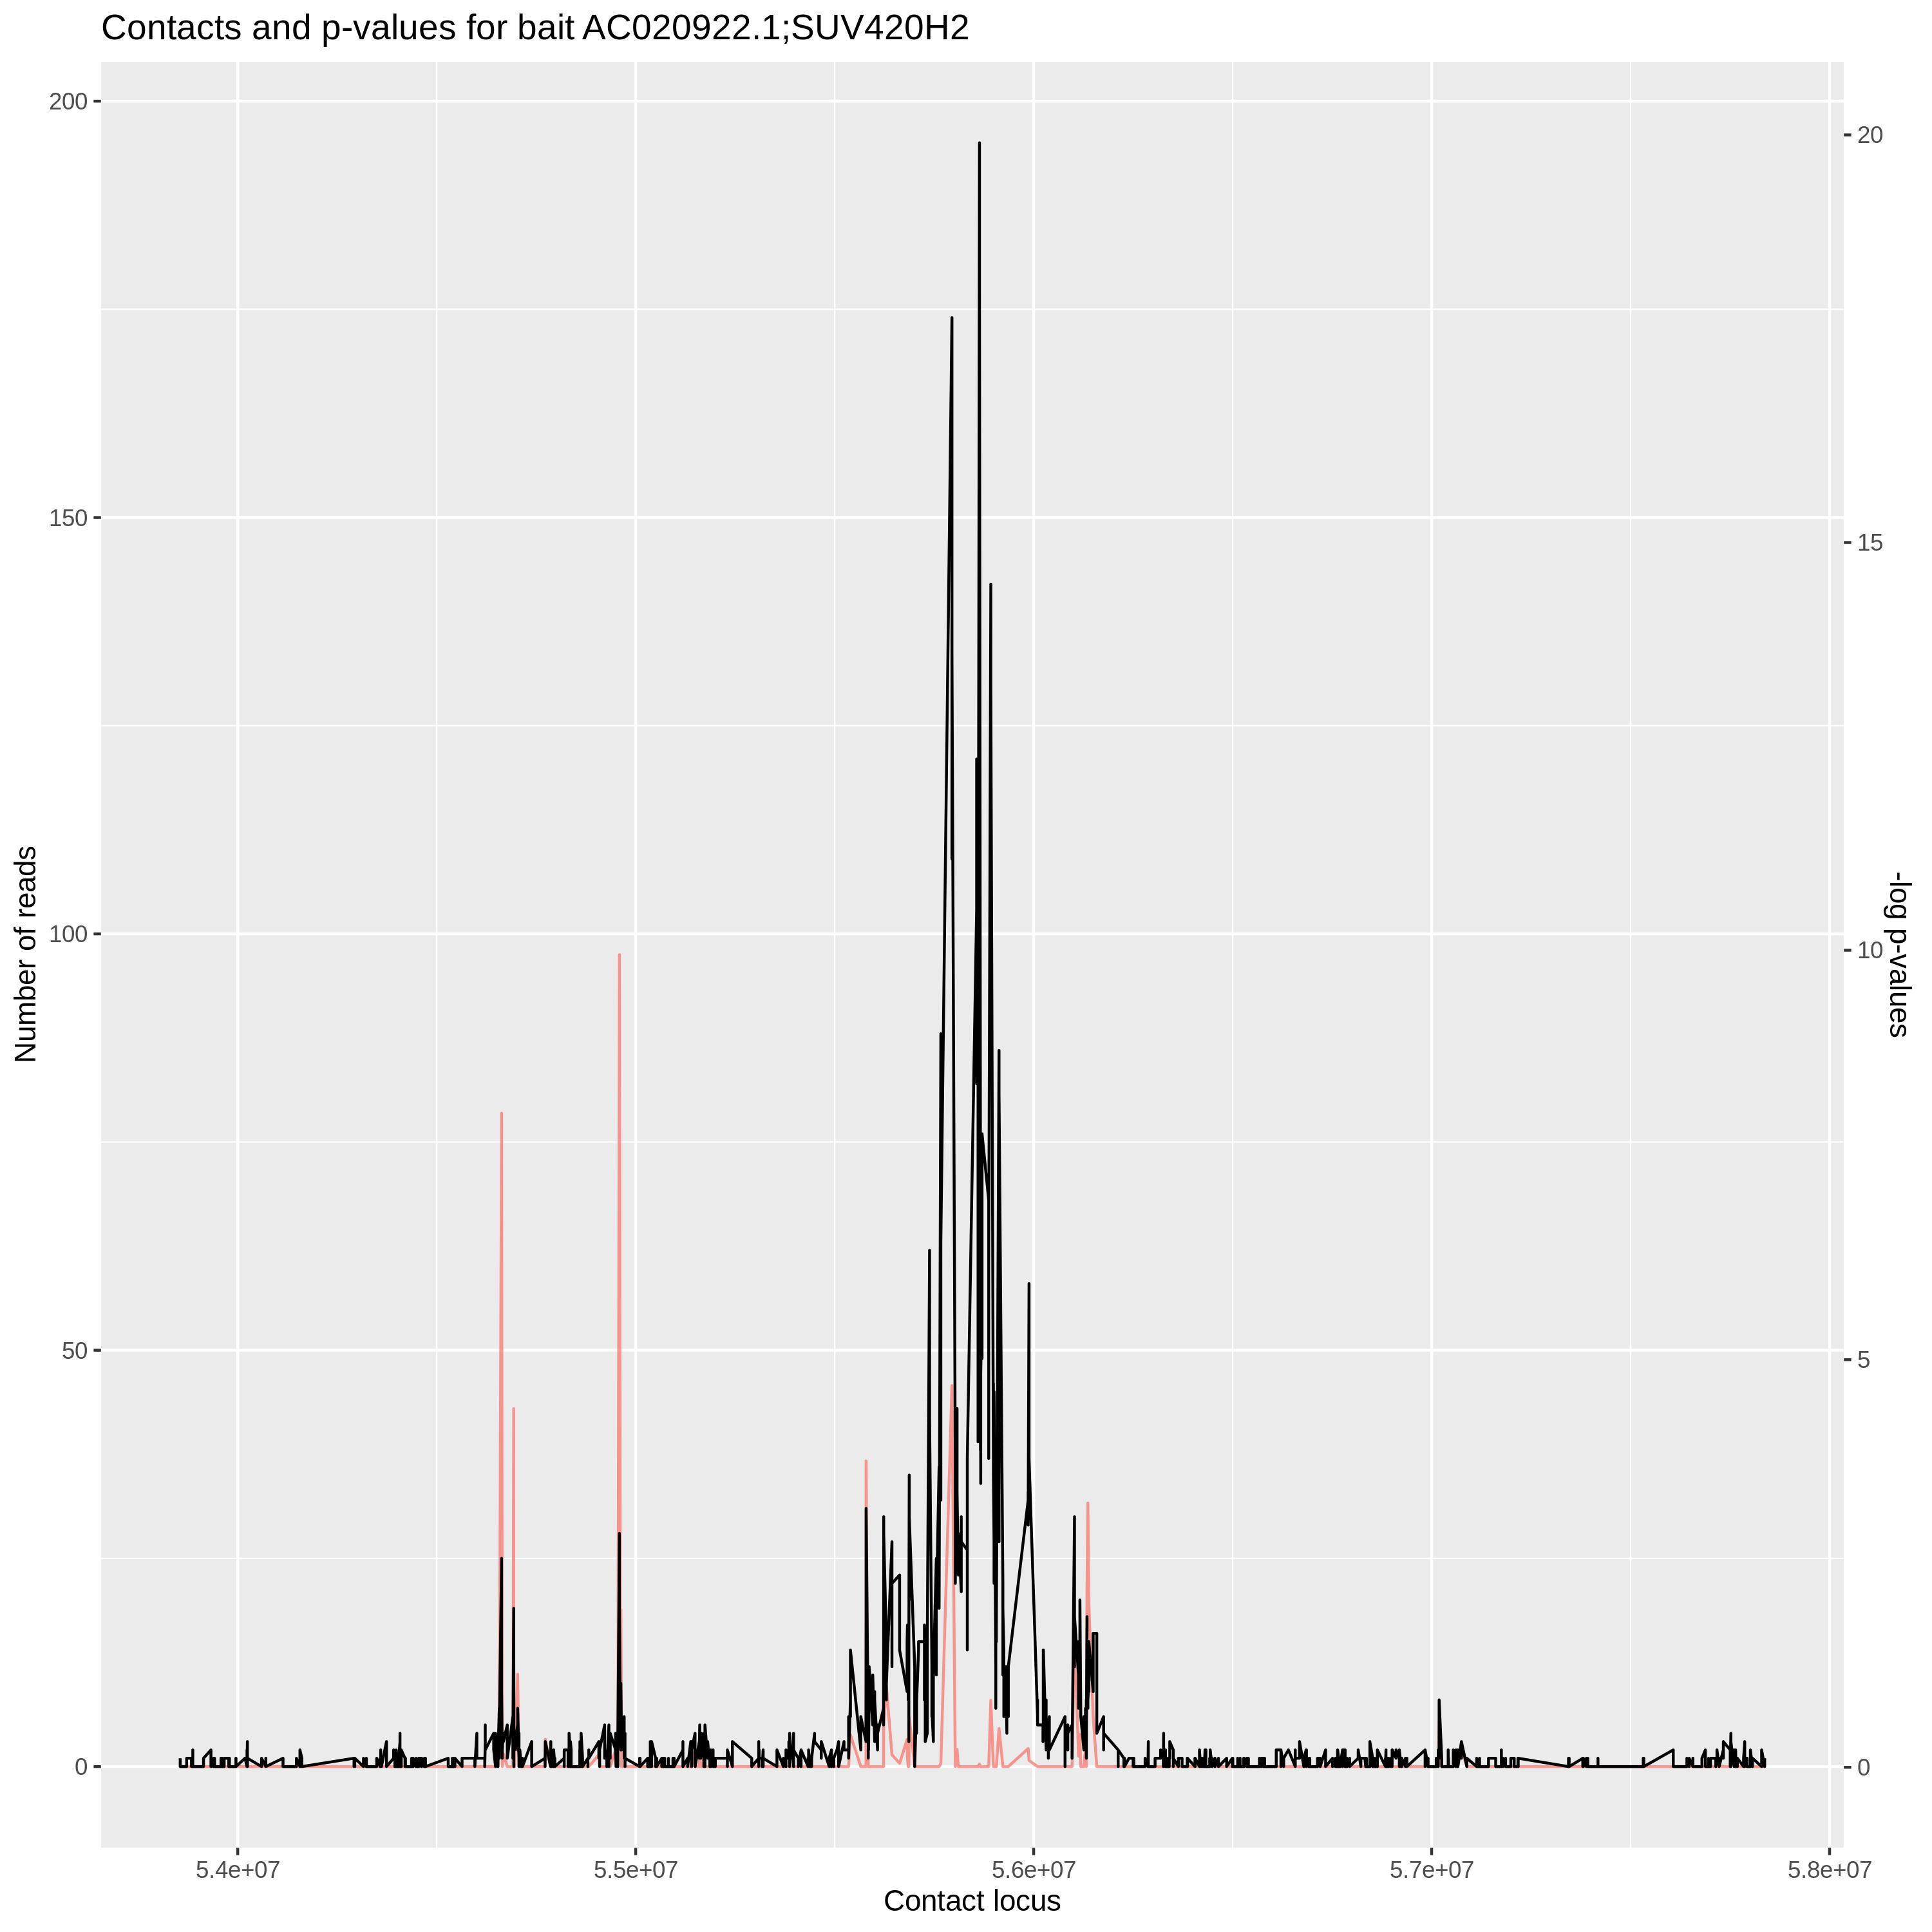 Contacts and p-values for bait AC020922.1;SUV420H2
200
150
100
50
0
Number of reads
20
15
10
5
0
-log p-values
5.4e+07
5.5e+07
5.6e+07
5.7e+07
5.8e+07
Contact locus